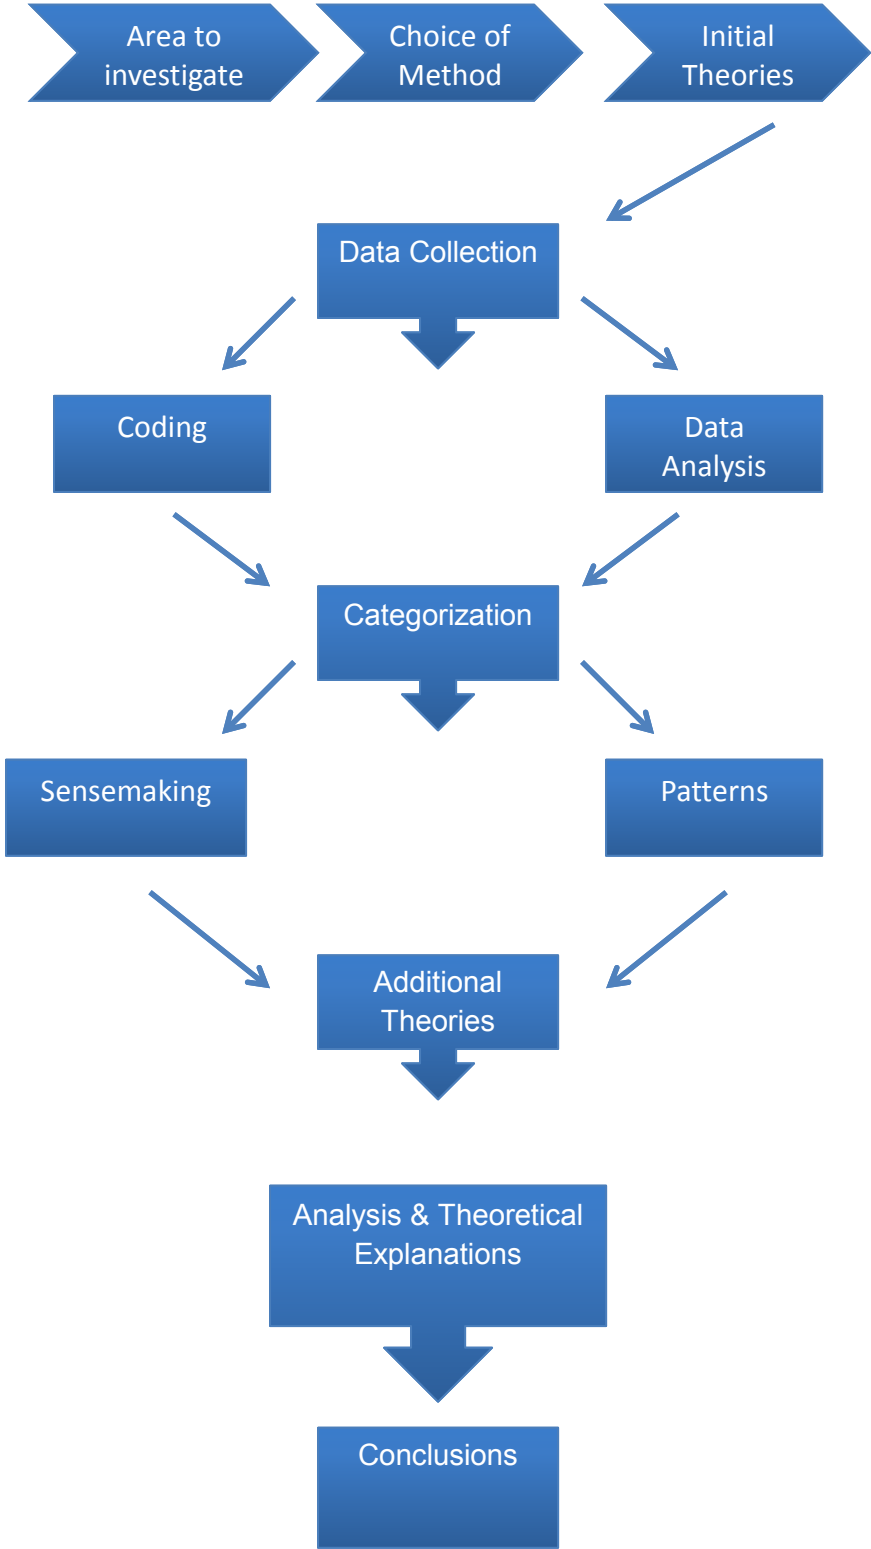 Area to
investigate
Choice of
Method
Initial
Theories
Data Collection
Coding
Data
Analysis
Categorization
Sensemaking
Patterns
Additional
Theories
Analysis & Theoretical
Explanations
Conclusions